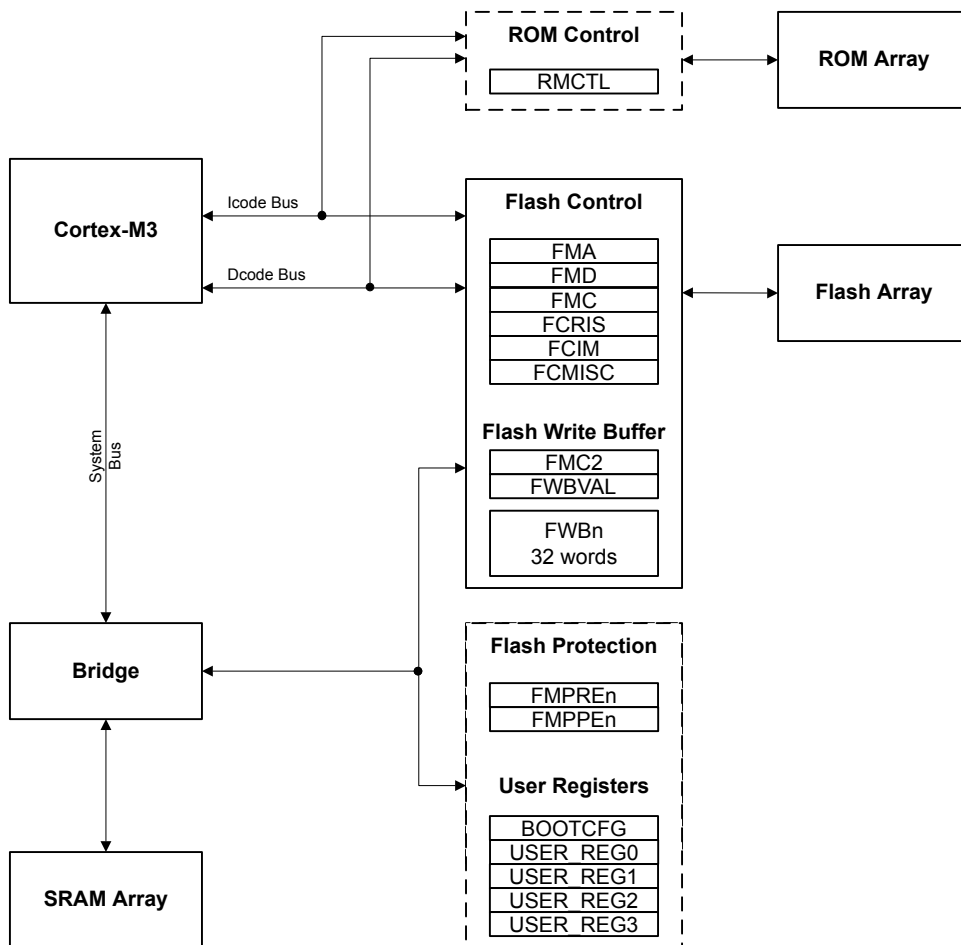 ROM Control
RMCTL
ROM Array
Cortex-M3
Icode Bus
Dcode Bus
Flash Control
FMA
FMD
FMC
FCRIS
FCIM
FCMISC
Flash Array
Flash Write Buffer
FMC2
FWBVAL
FWBn
32 words
System
Bus
Bridge
Flash Protection
FMPREn
FMPPEn
User Registers
BOOTCFG
USER_REG0
USER_REG1
USER_REG2
USER_REG3
SRAM Array